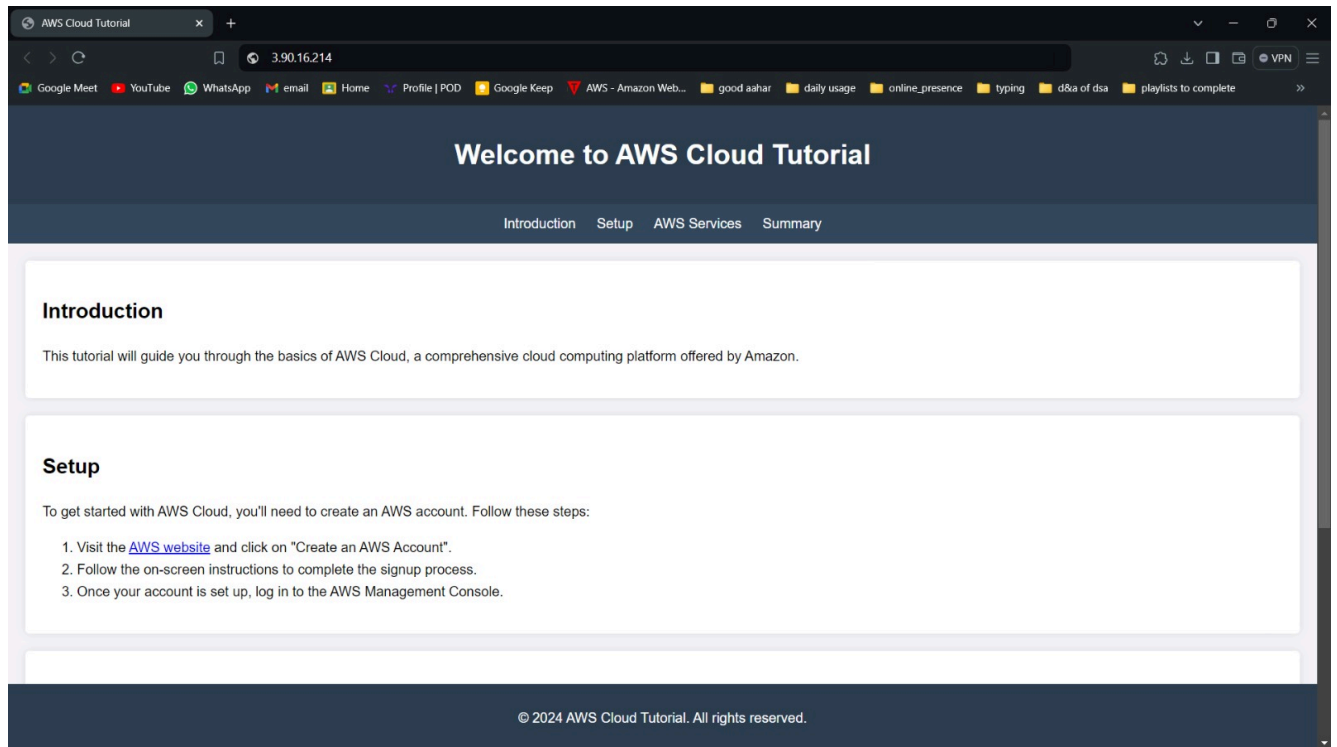 AWS Cloud Tutorial
3.90.16.214
VPN
Google Meet YouTube WhatsApp email Home Profile | POD Google Keep AWS - Amazon Web... good aahar daily usage online_presence typing d&a of dsa playlists to complete
Welcome to AWS Cloud Tutorial
Introduction Setup AWS Services Summary
Introduction
This tutorial will guide you through the basics of AWS Cloud, a comprehensive cloud computing platform offered by Amazon.
Setup
To get started with AWS Cloud, you'll need to create an AWS account. Follow these steps:
1. Visit the AWS website and click on "Create an AWS Account".
2. Follow the on-screen instructions to complete the signup process.
3. Once your account is set up, log in to the AWS Management Console.
© 2024 AWS Cloud Tutorial. All rights reserved.